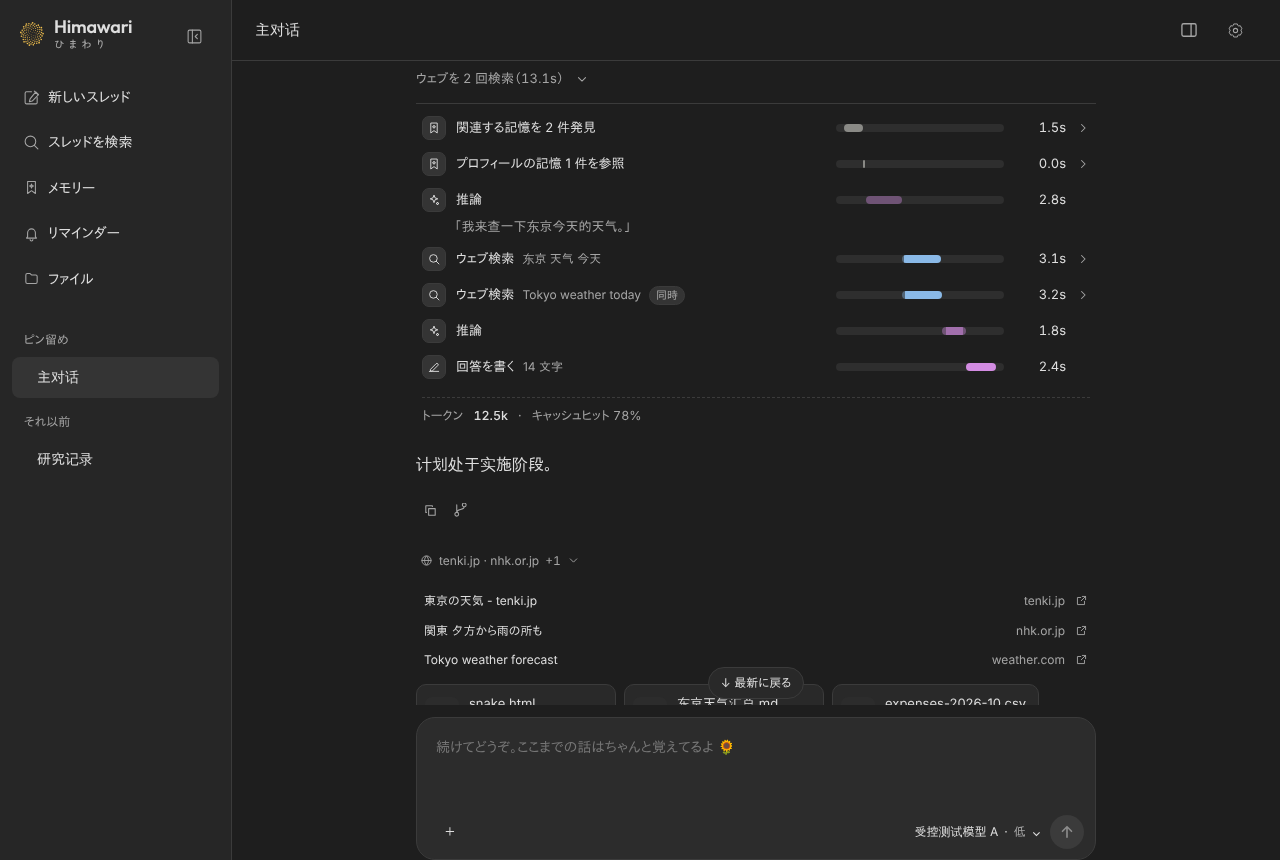 Himawari
ひまわり
新しいスレッド
スレッドを検索
メモリー
リマインダー
ファイル
ピン留め
主对话
それ以前
研究记录
主对话
ウェブを 2 回検索(13.1s)
関連する記憶を 2 件発見 1.5s
プロフィールの記憶 1 件を参照 0.0s
推論 2.8s
「我来查一下东京今天的天气。」
ウェブ検索 东京 天气 今天 3.1s
ウェブ検索 Tokyo weather today 同時 3.2s
推論 1.8s
回答を書く 14 文字 2.4s
トークン 12.5k · キャッシュヒット 78%
计划处于实施阶段。
tenki.jp · nhk.or.jp +1
東京の天気 - tenki.jp tenki.jp
関東 夕方から雨の所も nhk.or.jp
Tokyo weather forecast weather.com
↓ 最新に戻る
snake.html 东京天气汇总.md expenses-2026-10.csv
続けてどうぞ。ここまでの話はちゃんと覚えてるよ 🌻
+ 受控测试模型 A · 低